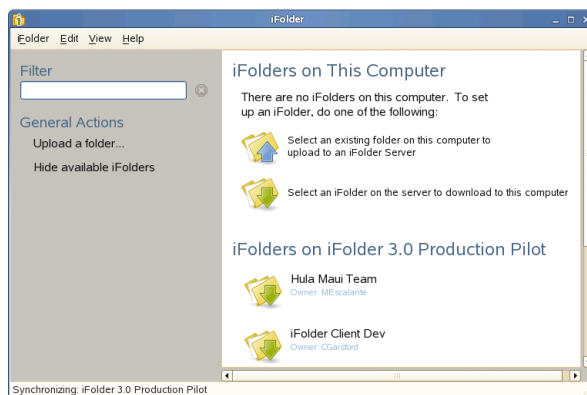 iFolder
iFolder Edit View Help
Filter
General Actions
Upload a folder...
Hide available iFolders
iFolders on This Computer
There are no iFolders on this computer. To set
up an iFolder, do one of the following:
Select an existing folder on this computer to
upload to an iFolder Server
Select an iFolder on the server to download to this computer
iFolders on iFolder 3.0 Production Pilot
Hula Maui Team
Owner: MEscalante
iFolder Client Dev
Owner: CGaisford
Synchronizing: iFolder 3.0 Production Pilot